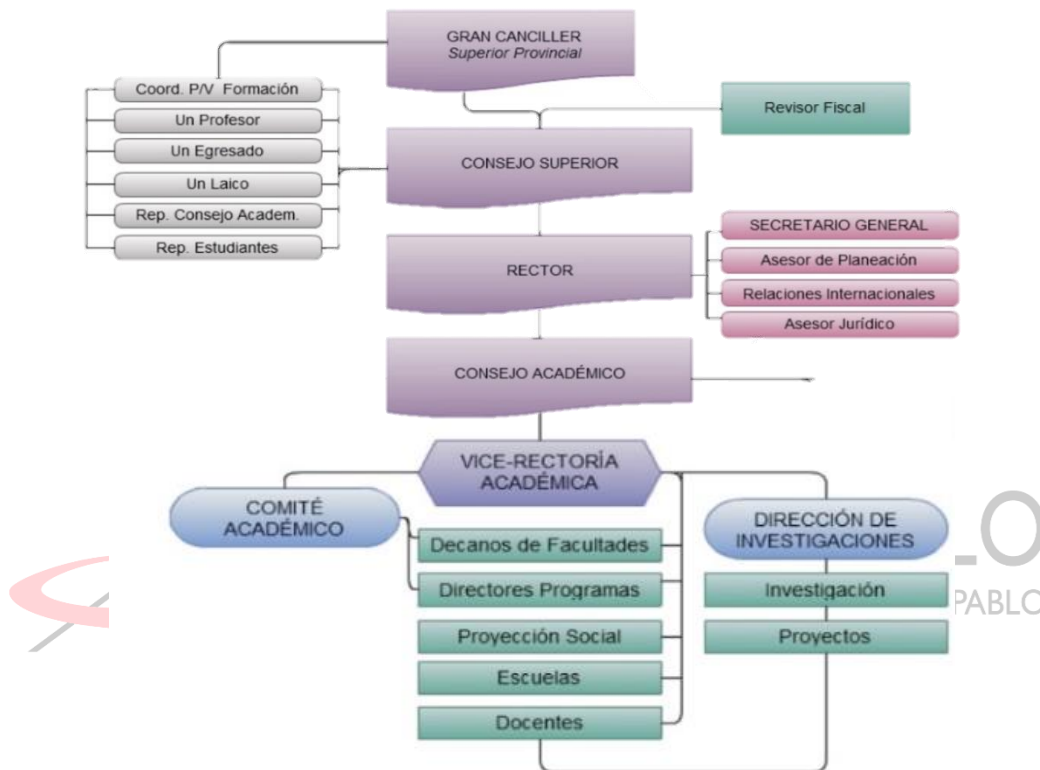 GRAN CANCILLER
Superior Provincial
Coord. P/V Formación
Un Profesor
Un Egresado
Un Laico
Rep. Consejo Academ.
Rep. Estudiantes
Revisor Fiscal
CONSEJO SUPERIOR
RECTOR
SECRETARIO GENERAL
Asesor de Planeación
Relaciones Internacionales
Asesor Jurídico
CONSEJO ACADÉMICO
VICE-RECTORÍA
ACADÉMICA
COMITÉ
ACADÉMICO
Decanos de Facultades
Directores Programas
Proyección Social
Escuelas
Docentes
DIRECCIÓN DE
INVESTIGACIONES
Investigación
Proyectos
LO
PABLO